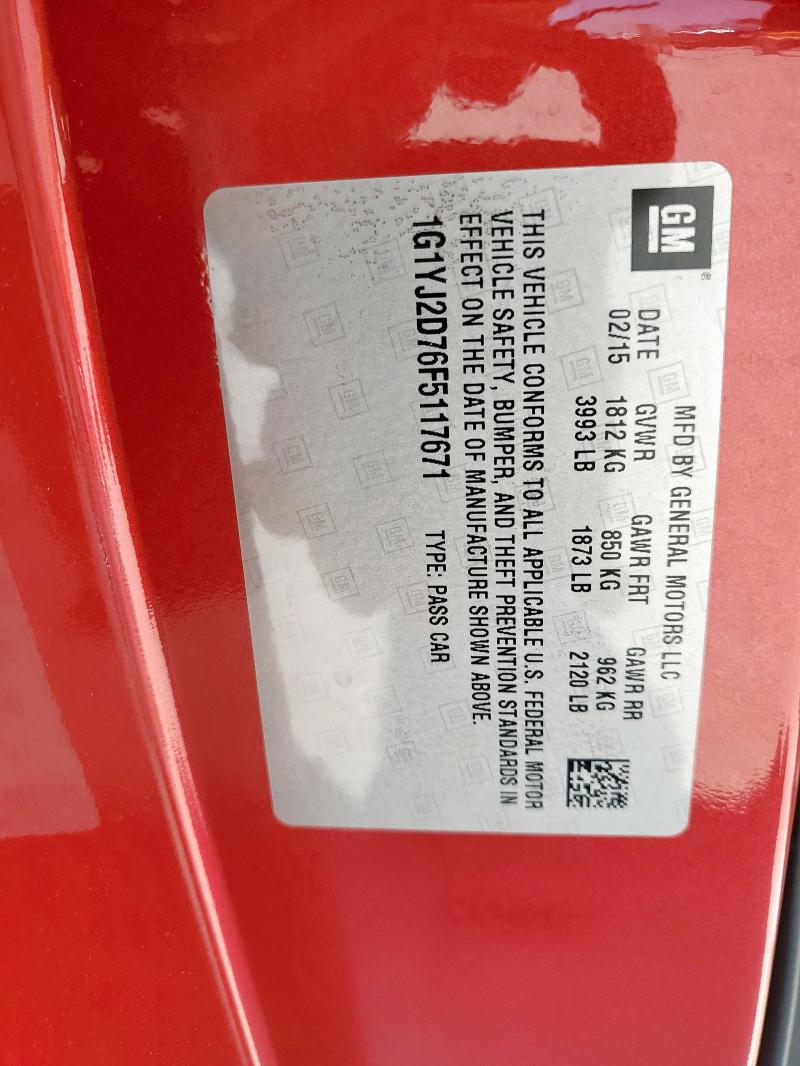 GM®
MFD BY GENERAL MOTORS LLC
DATE GVWR GAWR FRT GAWR RR
02/15 1812 KG 850 KG 962 KG
3993 LB 1873 LB 2120 LB
THIS VEHICLE CONFORMS TO ALL APPLICABLE U.S. FEDERAL MOTOR
VEHICLE SAFETY, BUMPER, AND THEFT PREVENTION STANDARDS IN
EFFECT ON THE DATE OF MANUFACTURE SHOWN ABOVE.
1G1YJ2D76F5117671 TYPE: PASS CAR